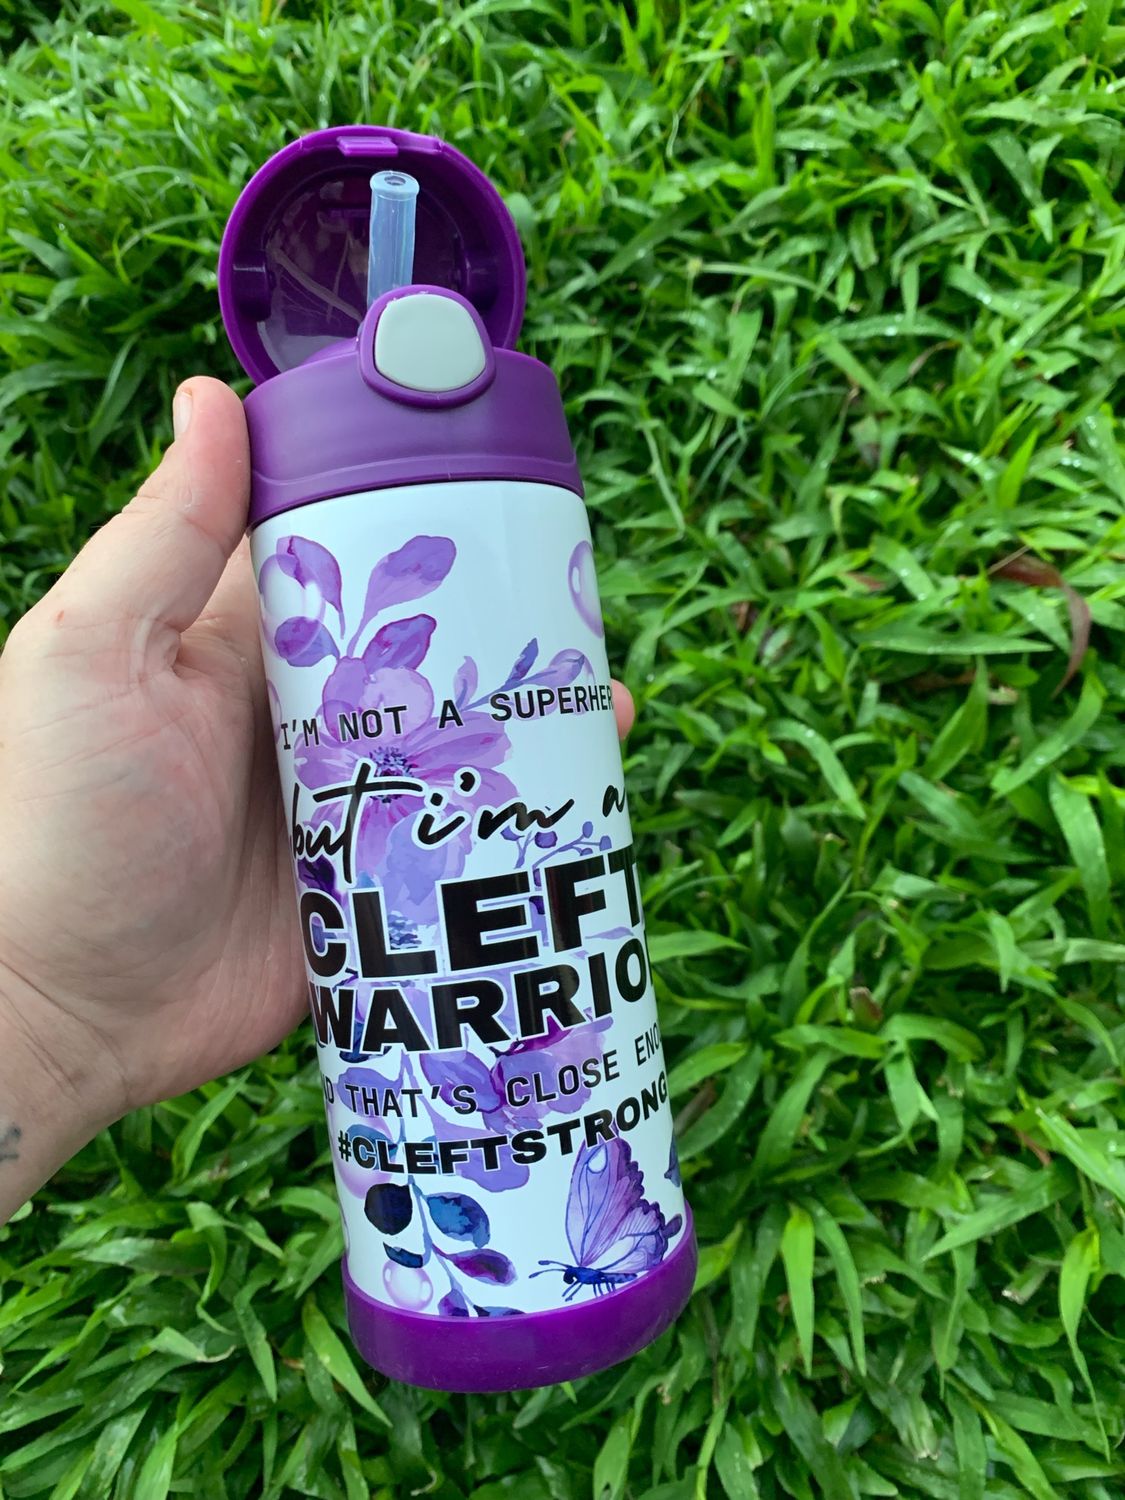 I'M NOT A SUPERHER
but i'm a
CLEFT
WARRIO
D THAT'S CLOSE ENO
#CLEFTSTRONG